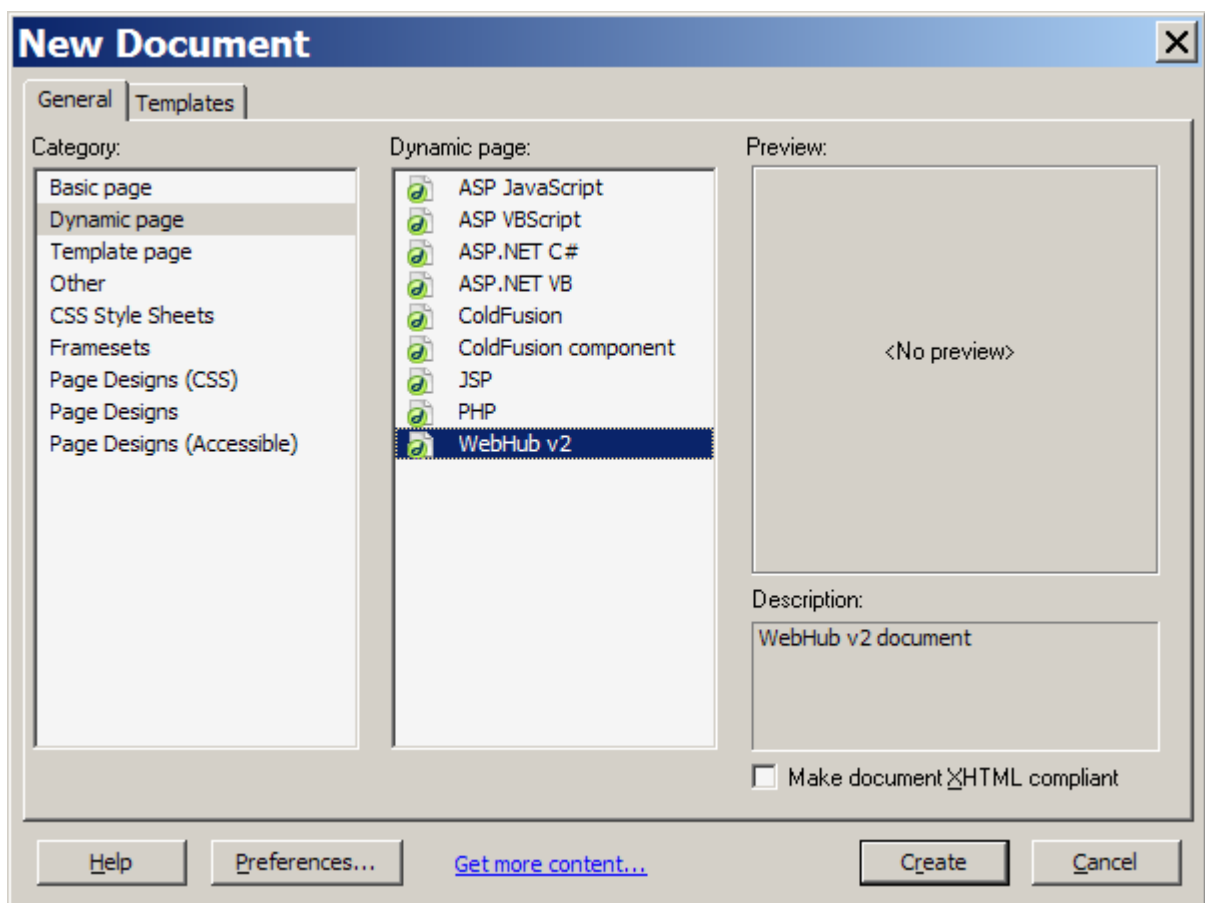 New Document
General
Templates
Category:
Basic page
Dynamic page
Template page
Other
CSS Style Sheets
Framesets
Page Designs (CSS)
Page Designs
Page Designs (Accessible)
Dynamic page:
ASP JavaScript
ASP VBScript
ASP.NET C#
ASP.NET VB
ColdFusion
ColdFusion component
JSP
PHP
WebHub v2
Preview:
<No preview>
Description:
WebHub v2 document
Make document XHTML compliant
Help
Preferences...
Get more content...
Create
Cancel